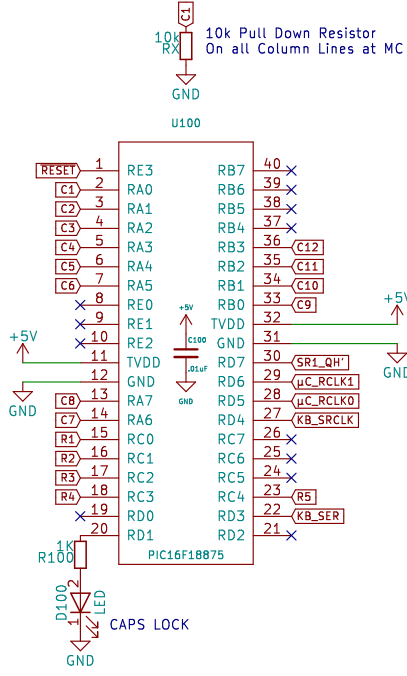 C1
10k
RX
10k Pull Down Resistor
On all Column Lines at MC
GND
U100
RESET 1 RE3 RB7 40
C1 2 RA0 RB6 39
C2 3 RA1 RB5 38
C3 4 RA2 RB4 37
C4 5 RA3 RB3 36 C12
C5 6 RA4 RB2 35 C11
C6 7 RA5 RB1 34 C10
8 RE0 RB0 33 C9
+5V
9 RE1 TVDD 32
+5V
10 RE2 GND 31
+5V
C100
.01uF
GND
11 TVDD RD7 30 SR1_QH'
GND
12 GND RD6 29 µC_RCLK1
GND
C8 13 RA7 RD5 28 µC_RCLK0
C7 14 RA6 RD4 27 KB_SRCLK
R1 15 RC0 RC7 26
R2 16 RC1 RC6 25
R3 17 RC2 RC5 24
R4 18 RC3 RC4 23 R5
19 RD0 RD3 22 KB_SER
20 RD1 RD2 21
PIC16F18875
1K
R100
2
D100
LED
1
CAPS LOCK
GND